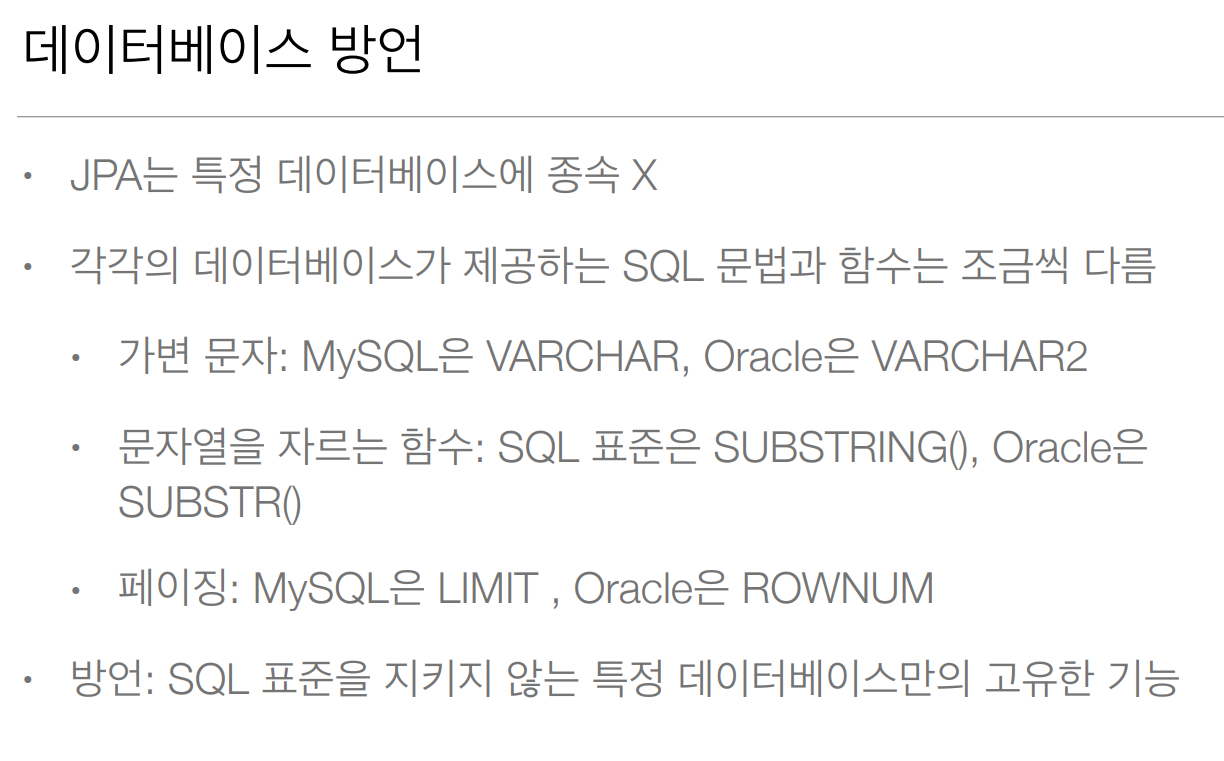 데이터베이스 방언
• JPA는 특정 데이터베이스에 종속 X
• 각각의 데이터베이스가 제공하는 SQL 문법과 함수는 조금씩 다름
• 가변 문자: MySQL은 VARCHAR, Oracle은 VARCHAR2
• 문자열을 자르는 함수: SQL 표준은 SUBSTRING(), Oracle은
SUBSTR()
• 페이징: MySQL은 LIMIT , Oracle은 ROWNUM
• 방언: SQL 표준을 지키지 않는 특정 데이터베이스만의 고유한 기능